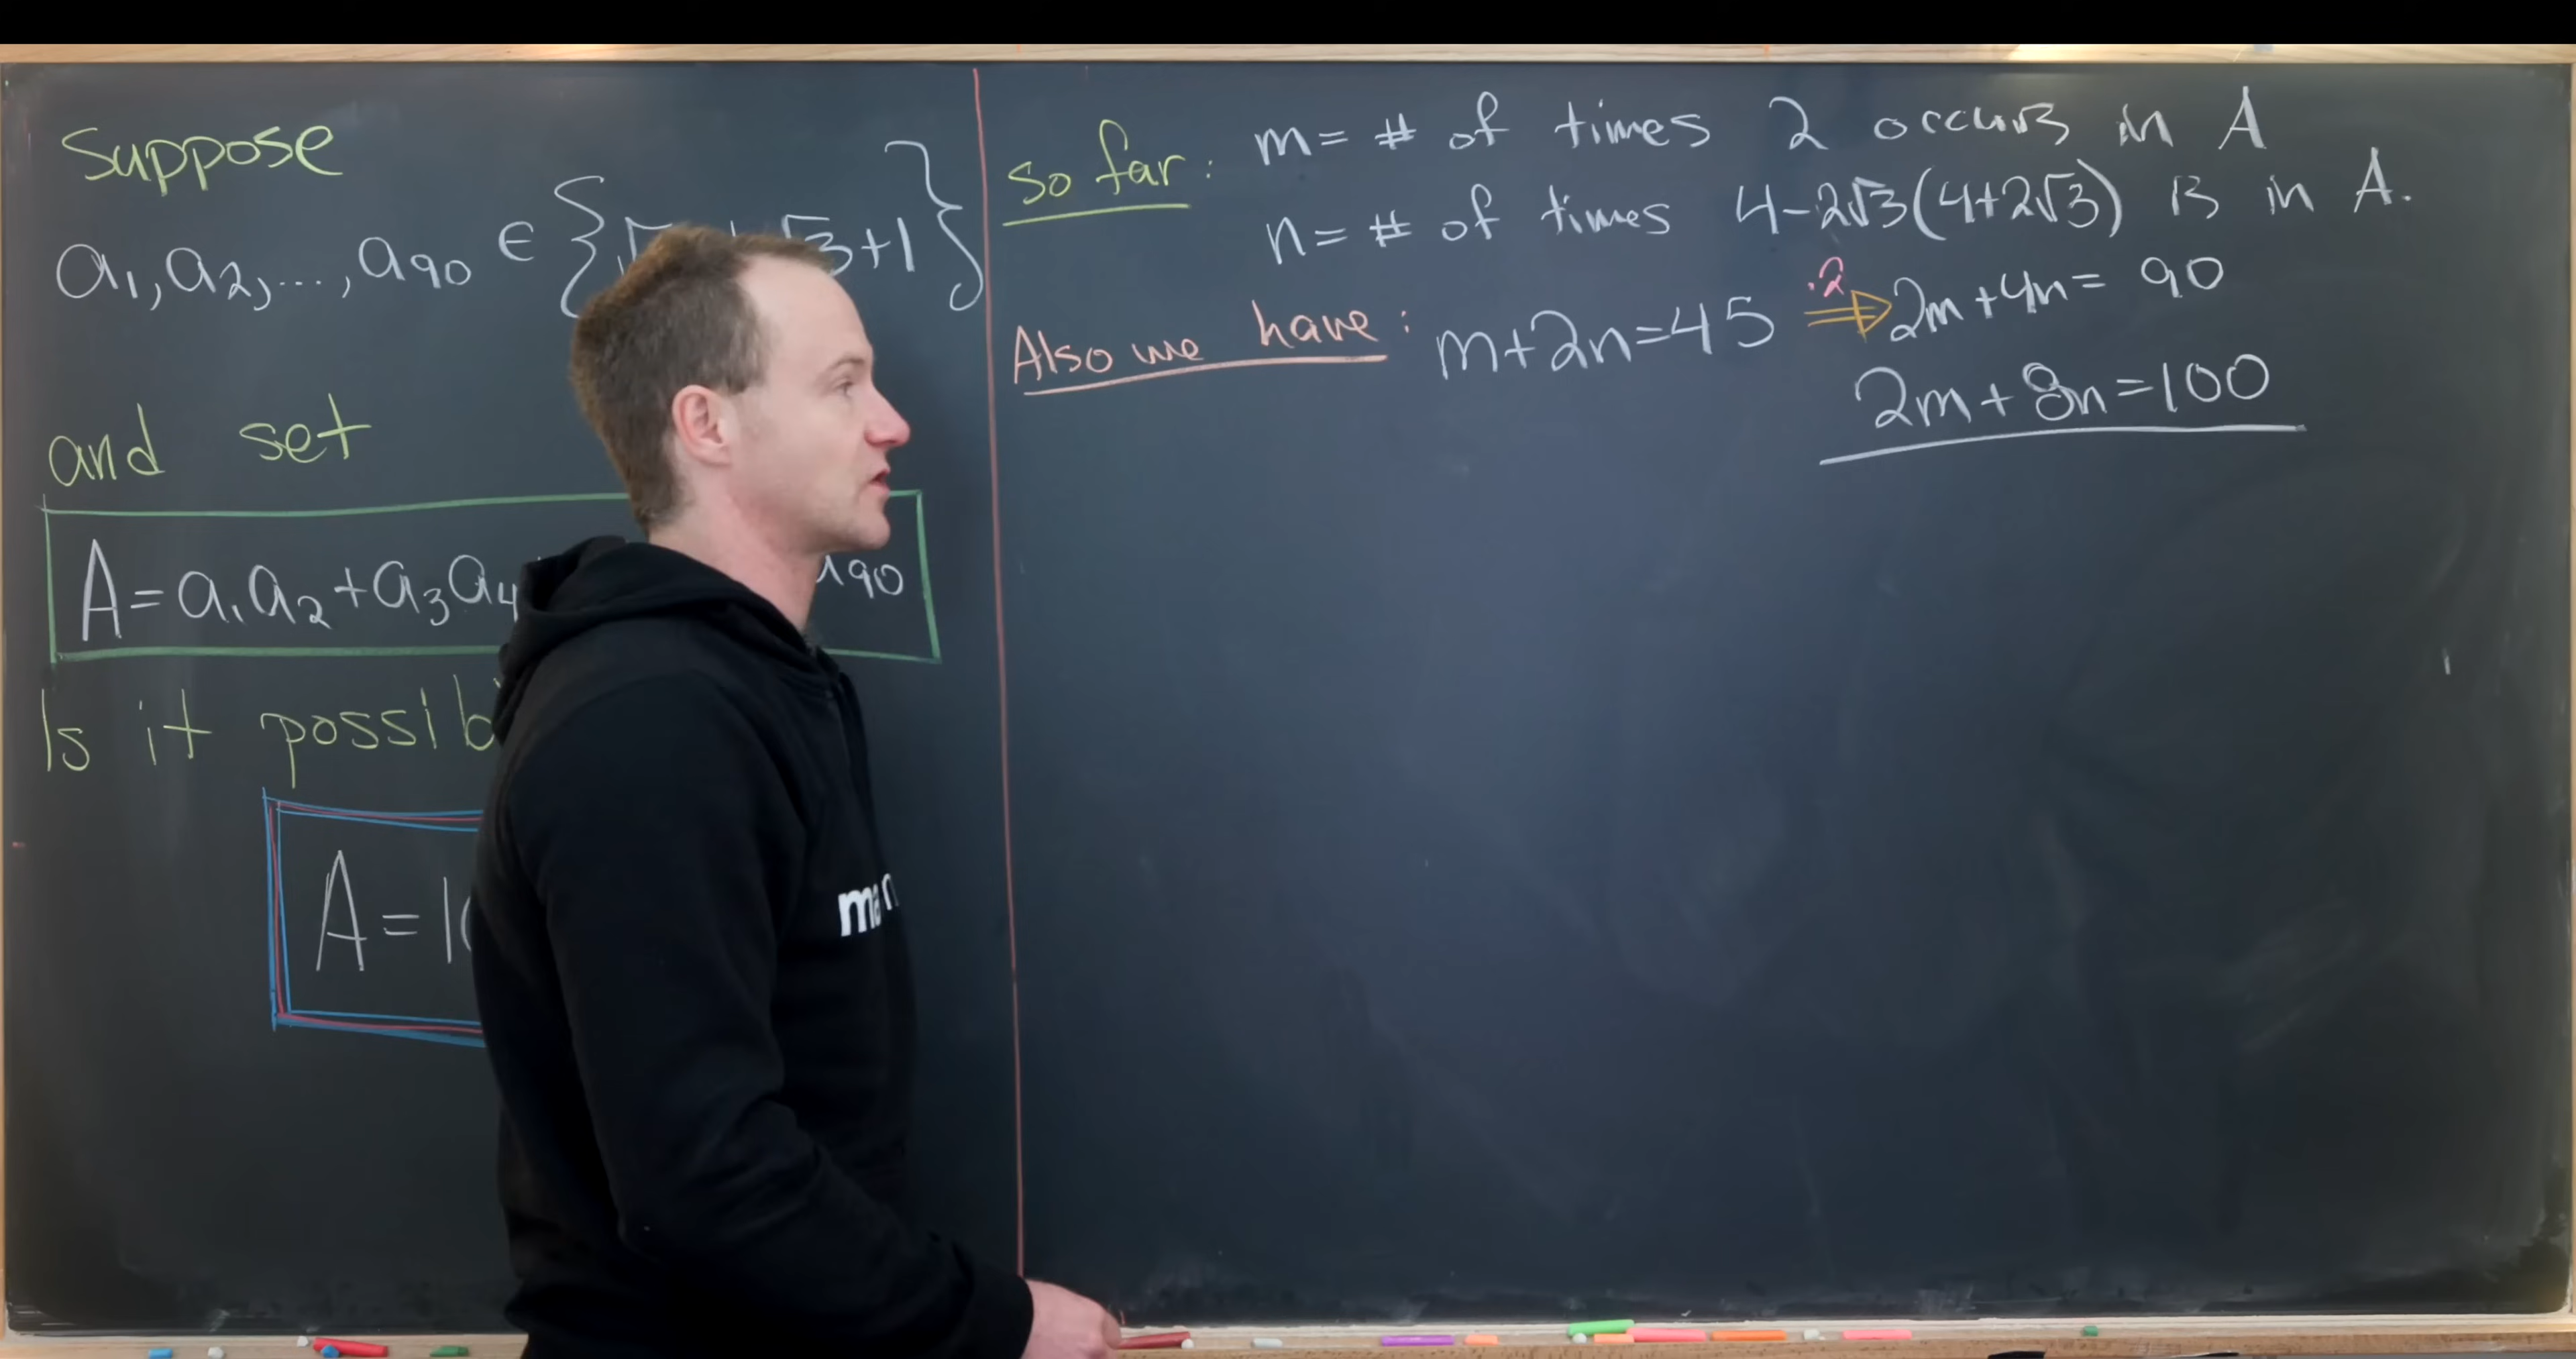 Suppose
a₁, a₂, ..., a₉₀ ∈ { √3+1 }
and set
A = a₁a₂ + a₃a₄ a₉₀
Is it possib
A = 10
so far: m = # of times 2 occurs in A
n = # of times 4-2√3 (4+2√3) is in A.
Also we have: m+2n=45 ·2 ⇒ 2m+4n = 90
2m+8n=100
ma